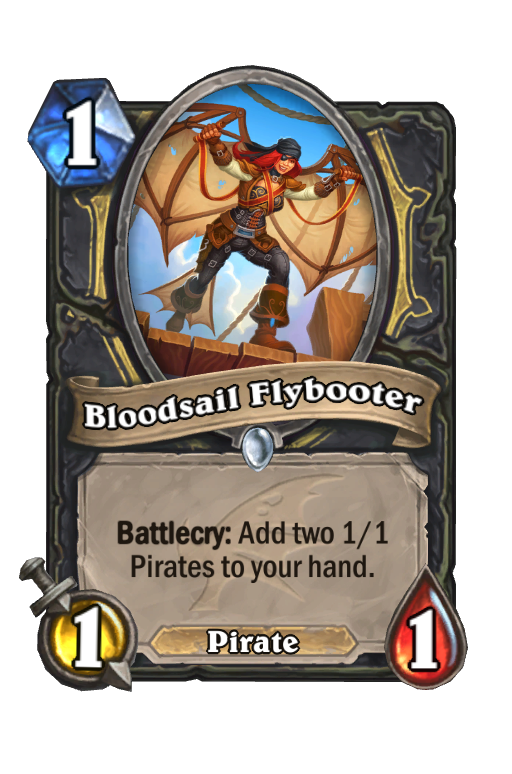 1
Bloodsail Flybooter
Battlecry: Add two 1/1
Pirates to your hand.
1
Pirate
1